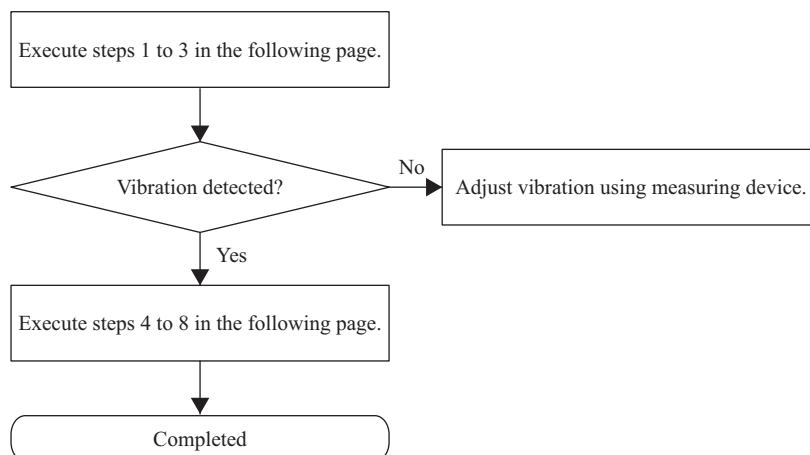 Execute steps 1 to 3 in the following page.
Vibration detected?
No
Adjust vibration using measuring device.
Yes
Execute steps 4 to 8 in the following page.
Completed